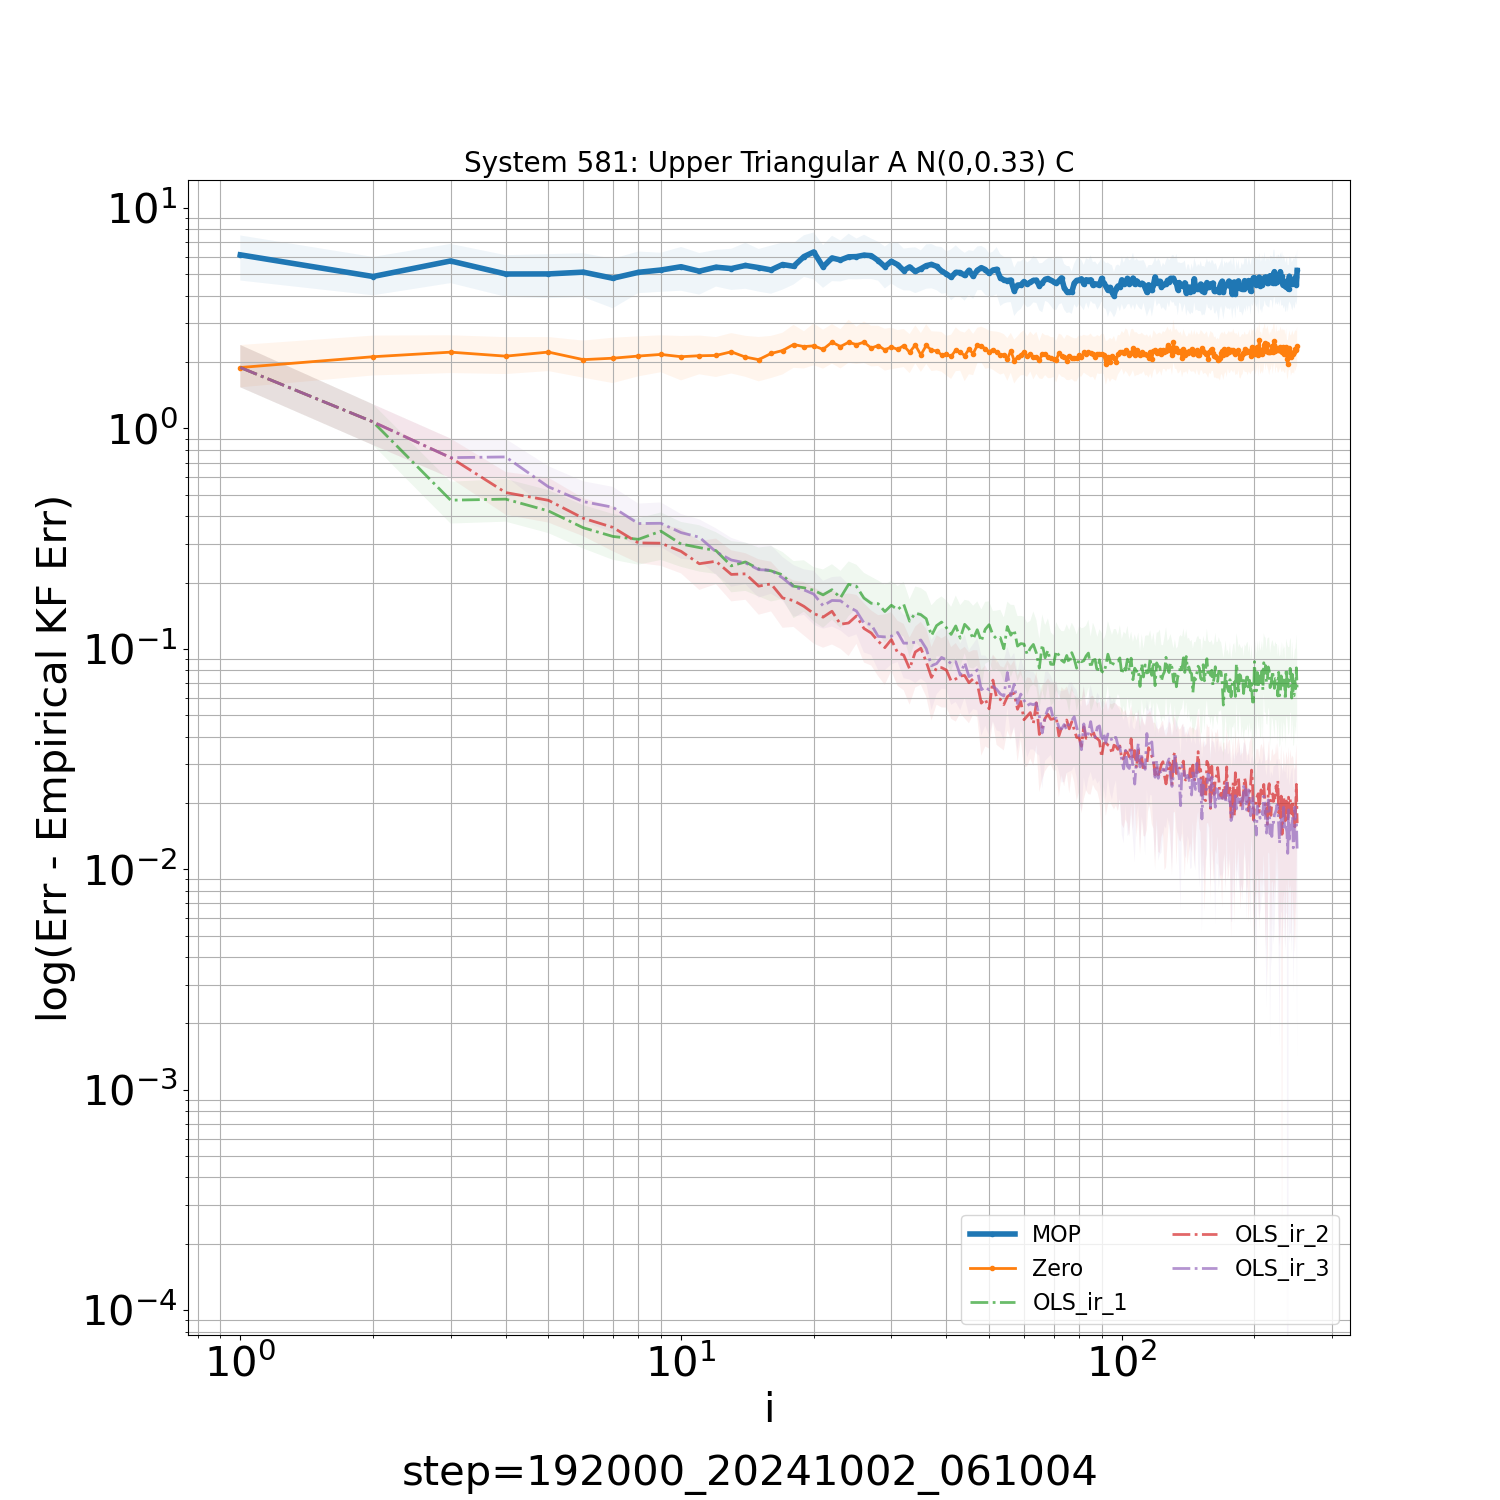 System 581: Upper Triangular A N(0,0.33) C
log(Err - Empirical KF Err)
10^1
10^0
10^−1
10^−2
10^−3
10^−4
MOP
Zero
OLS_ir_1
OLS_ir_2
OLS_ir_3
10^0
10^1
10^2
i
step=192000_20241002_061004